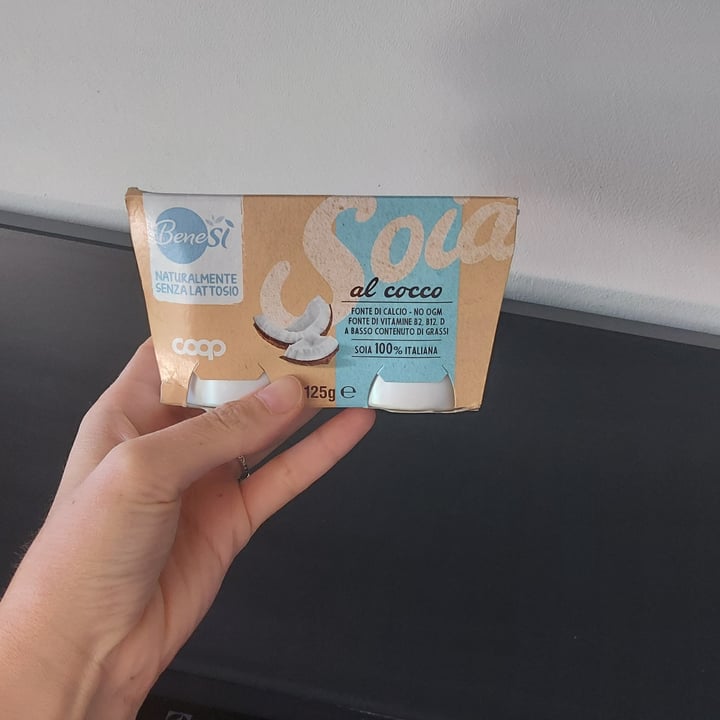 BeneSì
NATURALMENTE
SENZA LATTOSIO
coop
Soia
al cocco
FONTE DI CALCIO - NO OGM
FONTE DI VITAMINE B2, B12, D
A BASSO CONTENUTO DI GRASSI
SOIA 100% ITALIANA
125g ℮